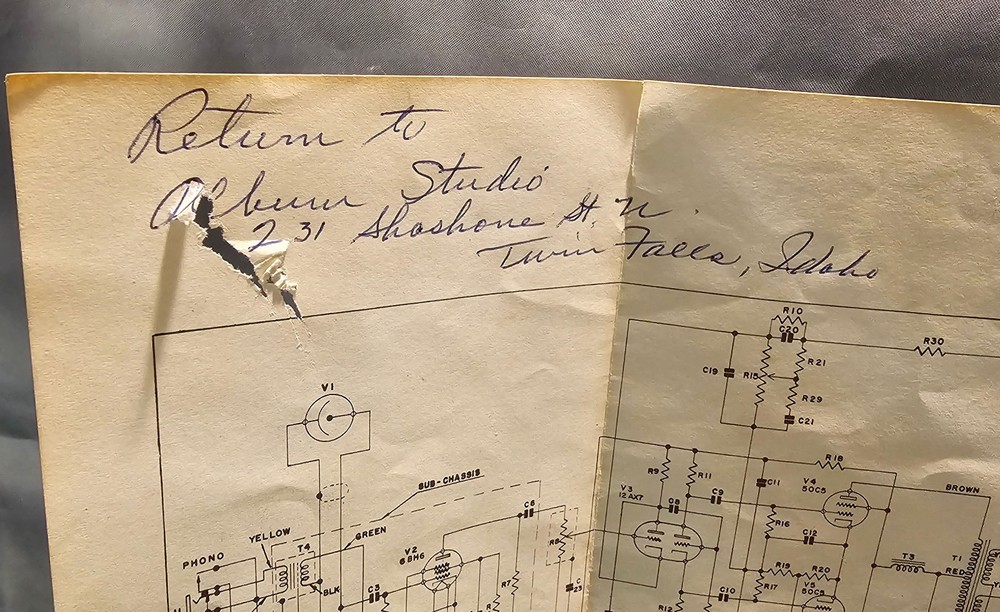 Return to
Album Studio
231 Shoshone St. N.
Twin Falls, Idaho
R10
C20
R30
C19
R15
R21
R29
C21
V1
SUB-CHASSIS
R18
R9
R11
C11
V4
50C5
BROWN
V3
12AX7
C8
C9
C6
R16
C12
YELLOW
GREEN
T4
PHONO
V2
6BH6
R8
T3
T1
RED
BLK
C3
R7
C
23
R19
R20
R17
V5
50C5
C10
R12